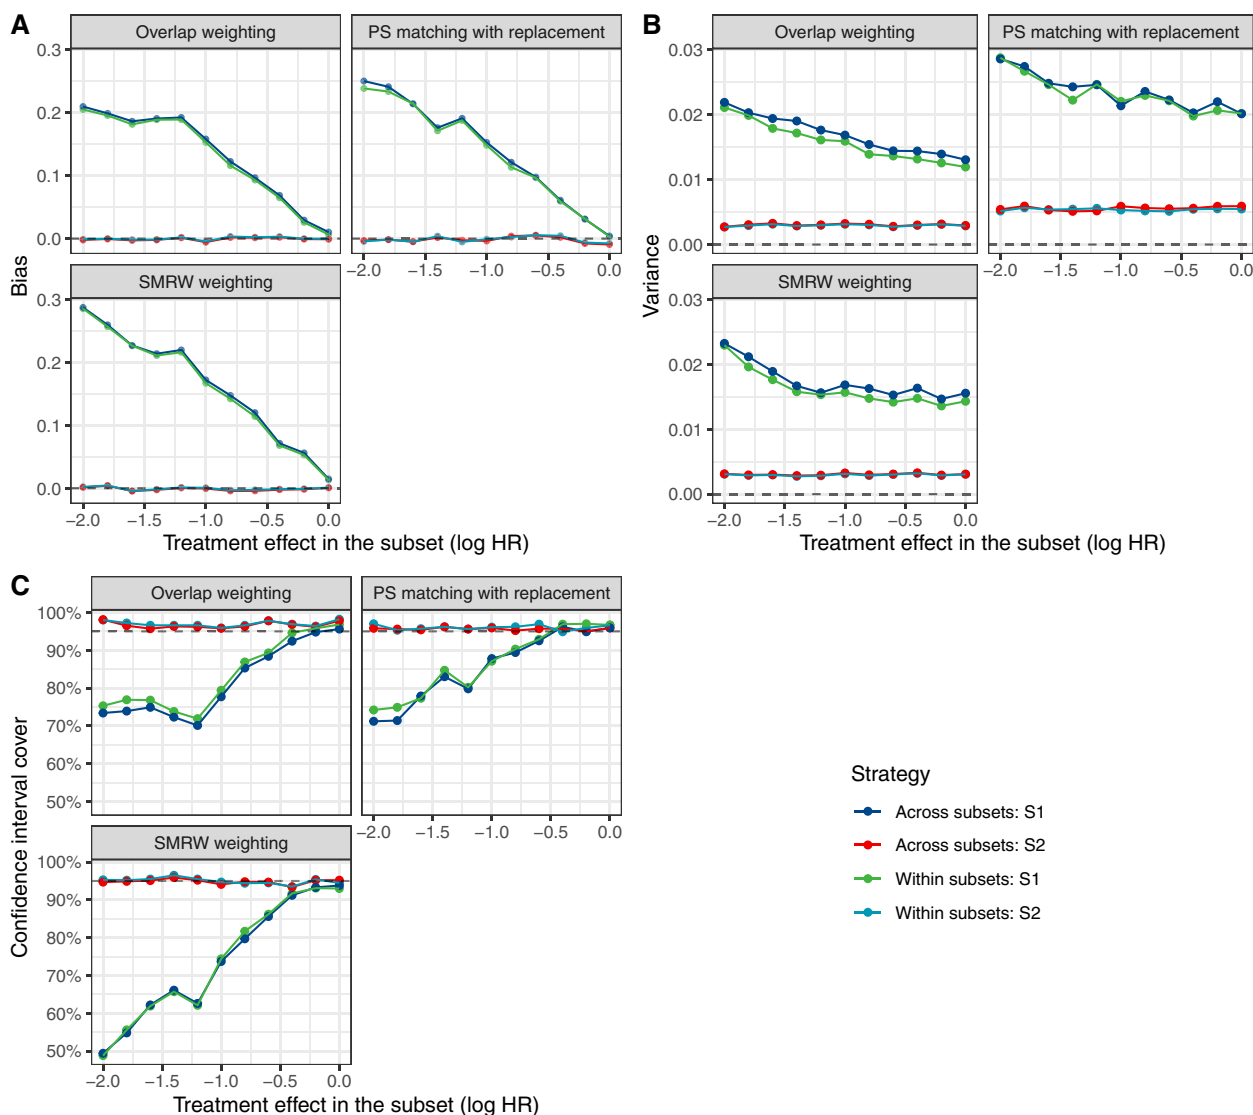 A
Overlap weighting
PS matching with replacement
0.3
0.2
0.1
0.0
−2.0 −1.5 −1.0 −0.5 0.0
SMRW weighting
0.3
0.2
0.1
0.0
−2.0 −1.5 −1.0 −0.5 0.0
Bias
Treatment effect in the subset (log HR)
B
Overlap weighting
PS matching with replacement
0.03
0.02
0.01
0.00
−2.0 −1.5 −1.0 −0.5 0.0
SMRW weighting
0.03
0.02
0.01
0.00
−2.0 −1.5 −1.0 −0.5 0.0
Variance
Treatment effect in the subset (log HR)
C
Overlap weighting
PS matching with replacement
100%
90%
80%
70%
60%
50%
−2.0 −1.5 −1.0 −0.5 0.0
SMRW weighting
100%
90%
80%
70%
60%
50%
−2.0 −1.5 −1.0 −0.5 0.0
Confidence interval cover
Treatment effect in the subset (log HR)
Strategy
Across subsets: S1
Across subsets: S2
Within subsets: S1
Within subsets: S2